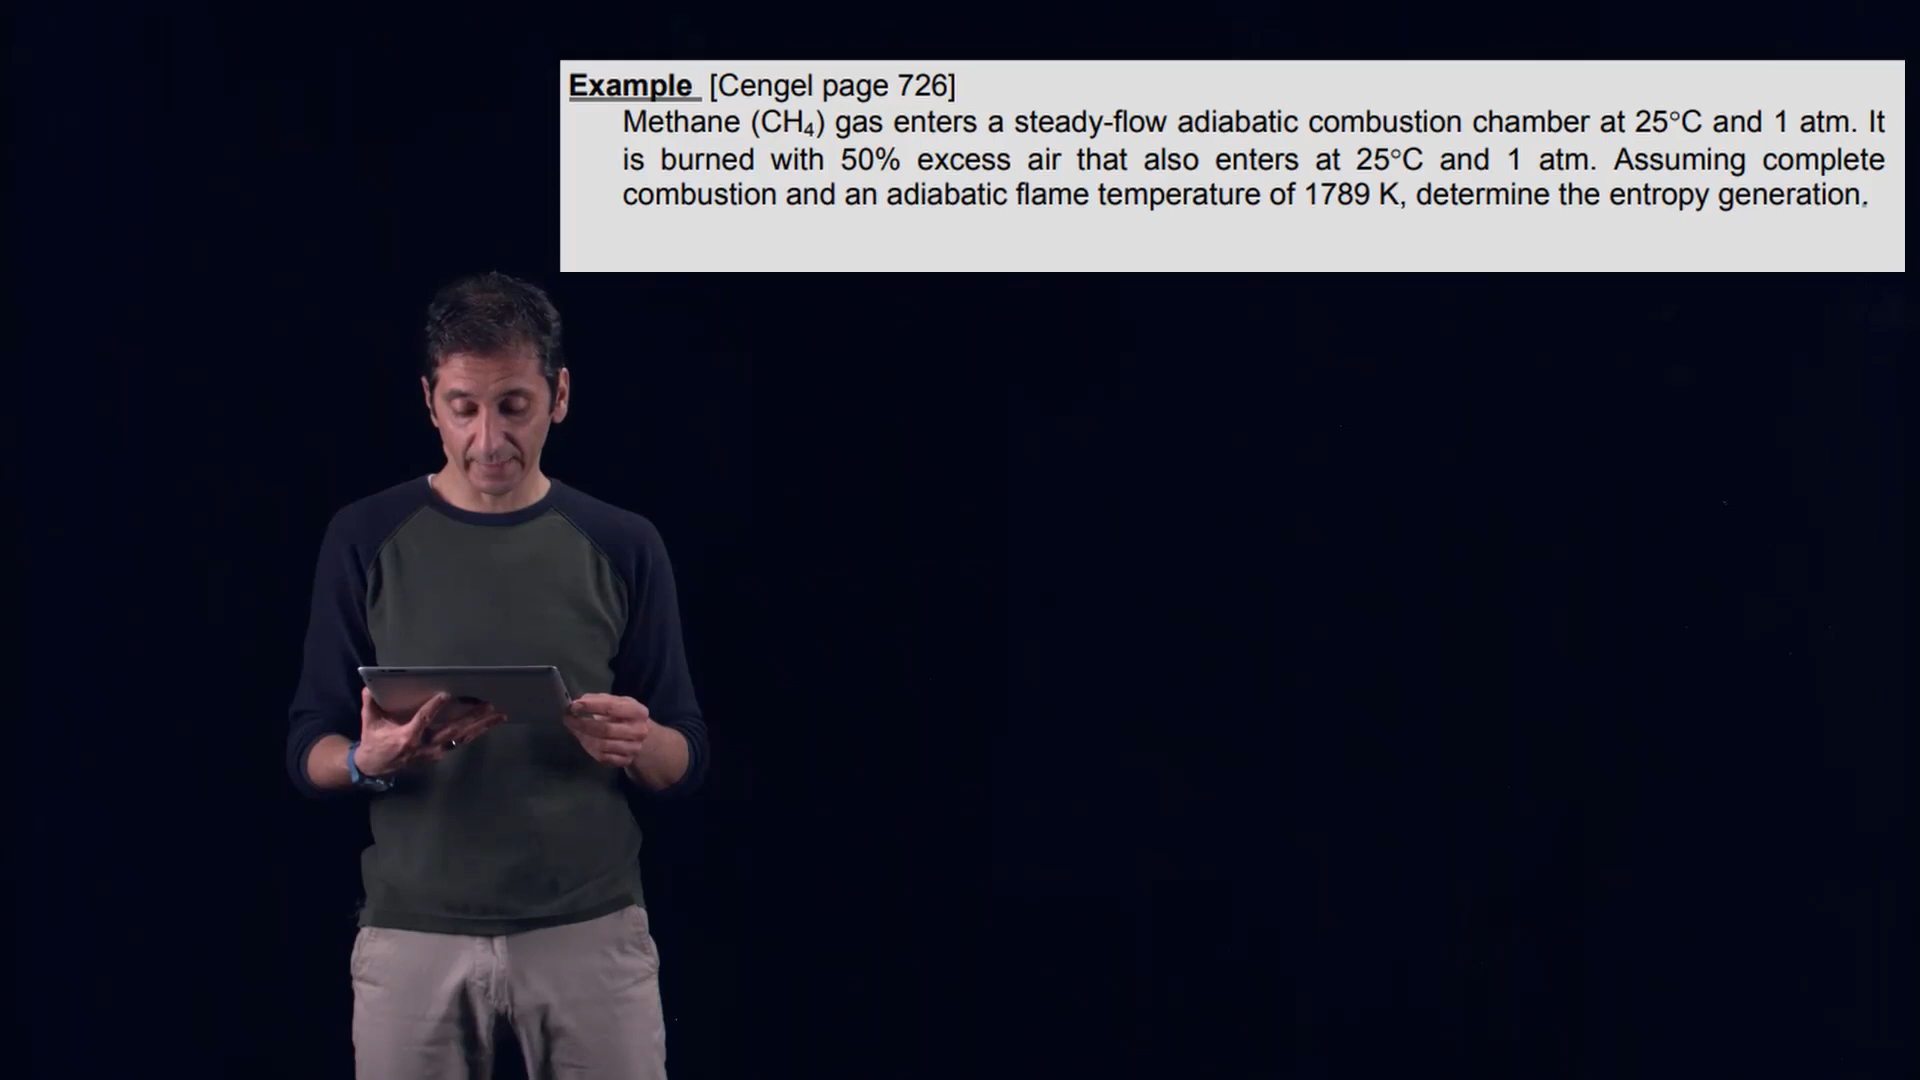 Example [Cengel page 726]
Methane (CH₄) gas enters a steady-flow adiabatic combustion chamber at 25°C and 1 atm. It
is burned with 50% excess air that also enters at 25°C and 1 atm. Assuming complete
combustion and an adiabatic flame temperature of 1789 K, determine the entropy generation.